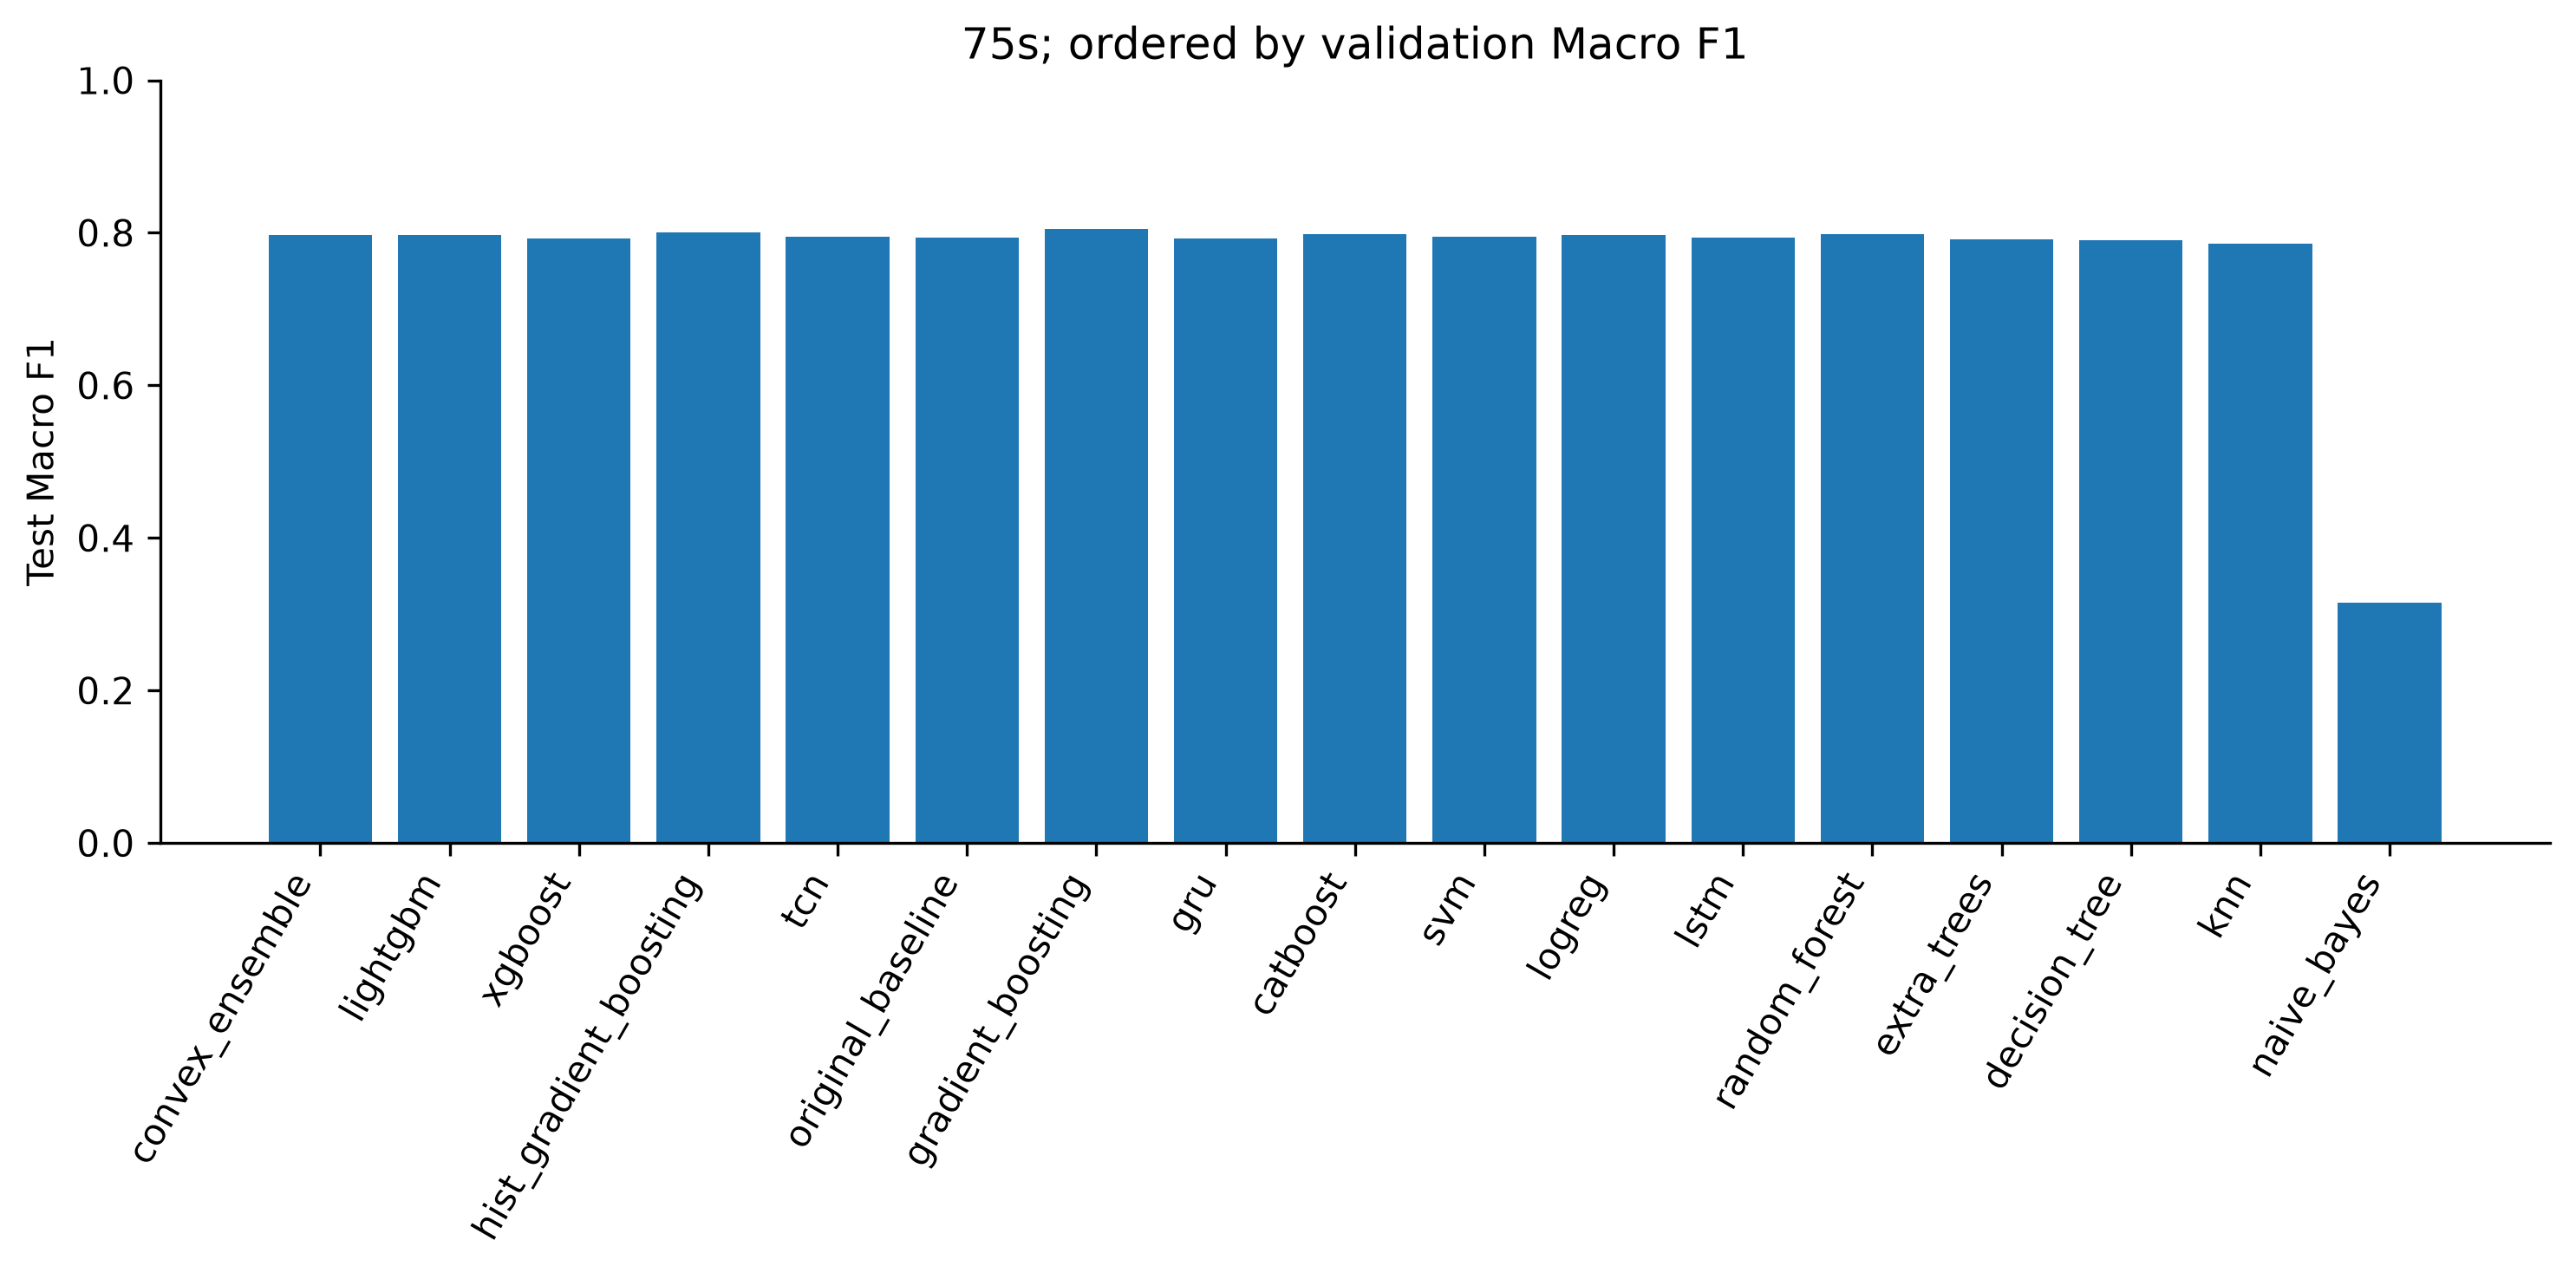 75s; ordered by validation Macro F1
Test Macro F1
1.0
0.8
0.6
0.4
0.2
0.0
convex_ensemble
lightgbm
xgboost
hist_gradient_boosting
tcn
original_baseline
gradient_boosting
gru
catboost
svm
logreg
lstm
random_forest
extra_trees
decision_tree
knn
naive_bayes